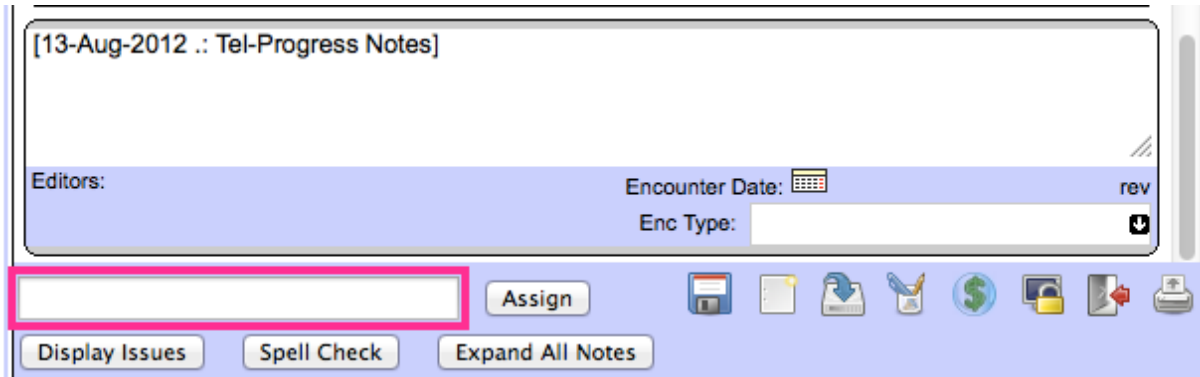 [13-Aug-2012 .: Tel-Progress Notes]
Editors:
Encounter Date:
rev
Enc Type:
Assign
$
Display Issues
Spell Check
Expand All Notes